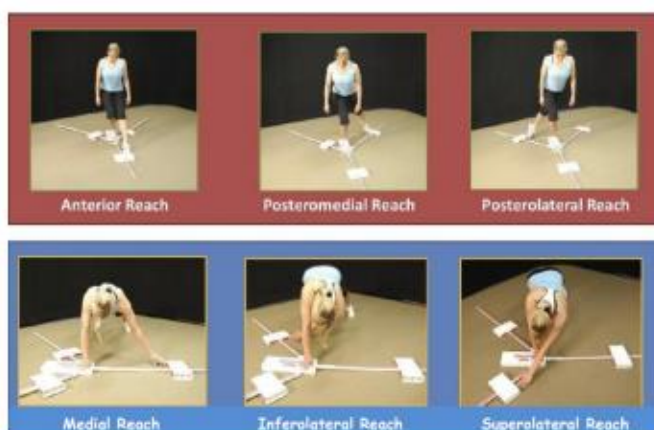 Anterior Reach
Posteromedial Reach
Posterolateral Reach
Medial Reach
Inferolateral Reach
Superolateral Reach